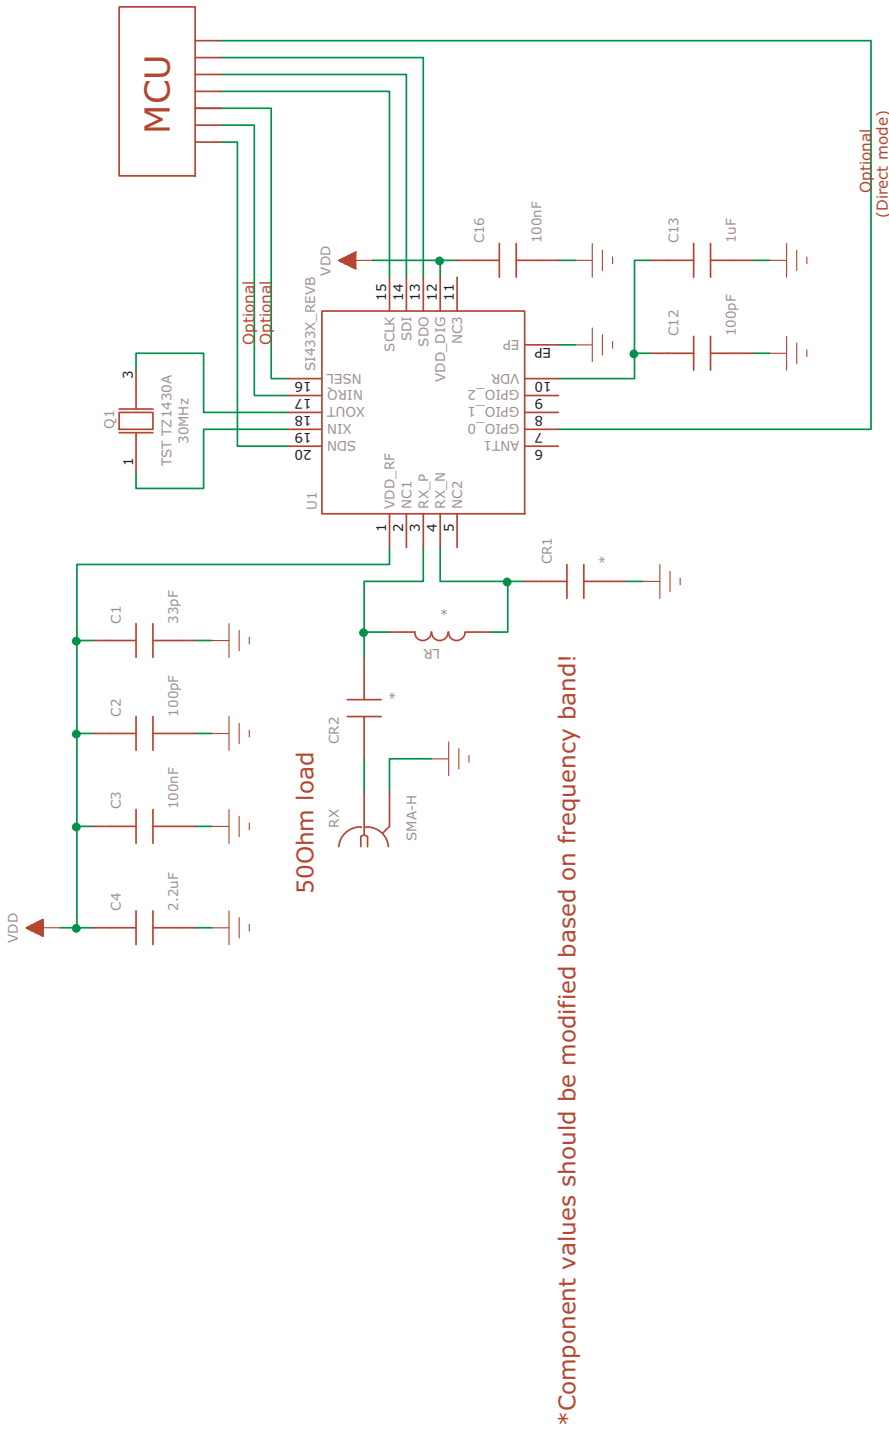 MCU
Optional
(Direct mode)
Optional
Optional
VDD
C16
100nF
C13
1uF
C12
100pF
SI433X_REVB
U1
15
14
13
12
11
SCLK
SDI
SDO
VDD_DIG
NC3
EP
EP
VDR
GPIO_2
GPIO_1
GPIO_0
ANT1
10
9
8
7
6
NSEL
NIRQ
XOUT
XIN
SDN
16
17
18
19
20
VDD_RF
NC1
RX_P
RX_N
NC2
1
2
3
4
5
Q1
3
1
TST TZ1430A
30MHz
C1
33pF
C2
100pF
C3
100nF
C4
2.2uF
VDD
CR1
*
LR
*
CR2
*
RX
SMA-H
50Ohm load
*Component values should be modified based on frequency band!